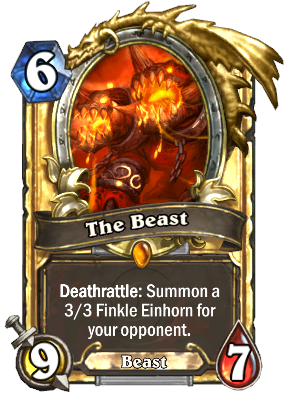 6
The Beast
Deathrattle: Summon a
3/3 Finkle Einhorn for
your opponent.
Beast
9
7